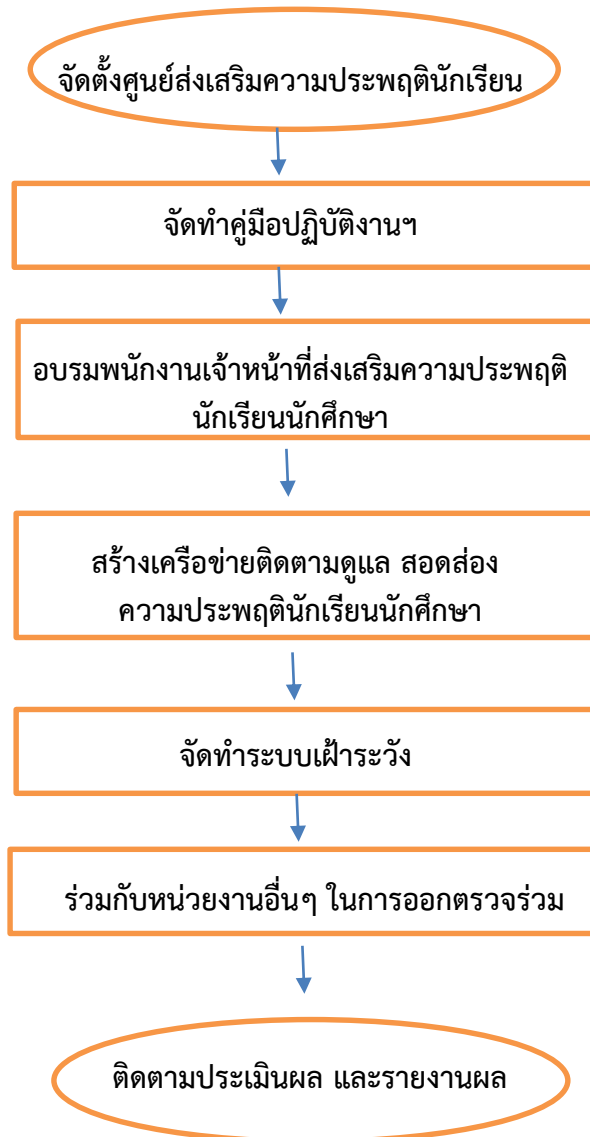 จัดตั้งศูนย์ส่งเสริมความประพฤตินักเรียน
จัดทำคู่มือปฏิบัติงานฯ
อบรมพนักงานเจ้าหน้าที่ส่งเสริมความประพฤติ
นักเรียนนักศึกษา
สร้างเครือข่ายติดตามดูแล สอดส่อง
ความประพฤตินักเรียนนักศึกษา
จัดทำระบบเฝ้าระวัง
ร่วมกับหน่วยงานอื่นๆ ในการออกตรวจร่วม
ติดตามประเมินผล และรายงานผล